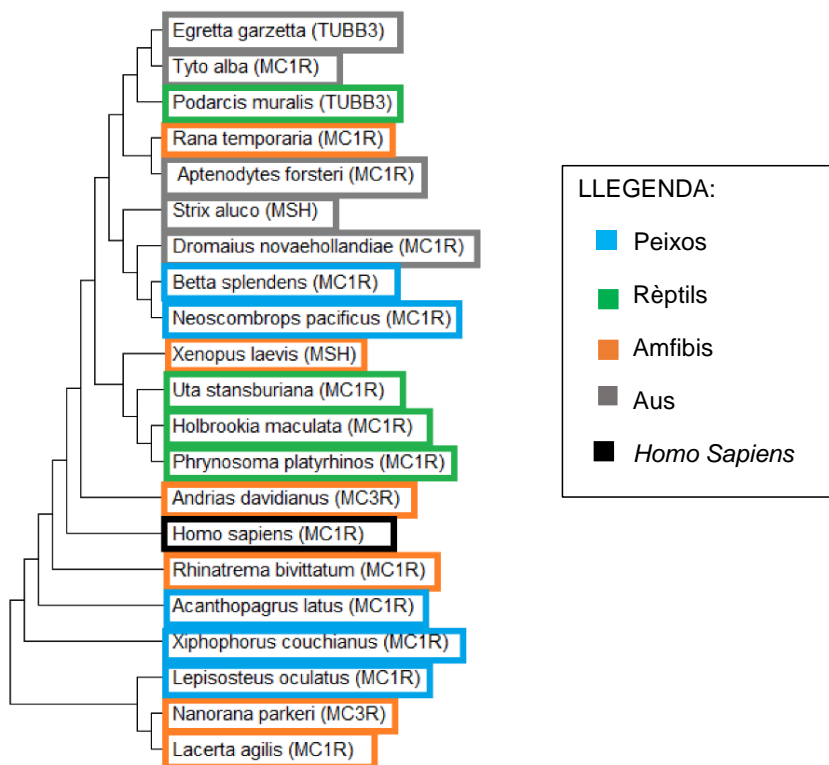 Egretta garzetta (TUBB3)
Tyto alba (MC1R)
Podarcis muralis (TUBB3)
Rana temporaria (MC1R)
Aptenodytes forsteri (MC1R)
Strix aluco (MSH)
Dromaius novaehollandiae (MC1R)
Betta splendens (MC1R)
Neoscombrops pacificus (MC1R)
Xenopus laevis (MSH)
Uta stansburiana (MC1R)
Holbrookia maculata (MC1R)
Phrynosoma platyrhinos (MC1R)
Andrias davidianus (MC3R)
Homo sapiens (MC1R)
Rhinatrema bivittatum (MC1R)
Acanthopagrus latus (MC1R)
Xiphophorus couchianus (MC1R)
Lepisosteus oculatus (MC1R)
Nanorana parkeri (MC3R)
Lacerta agilis (MC1R)
LLEGENDA:
Peixos
Rèptils
Amfibis
Aus
Homo Sapiens